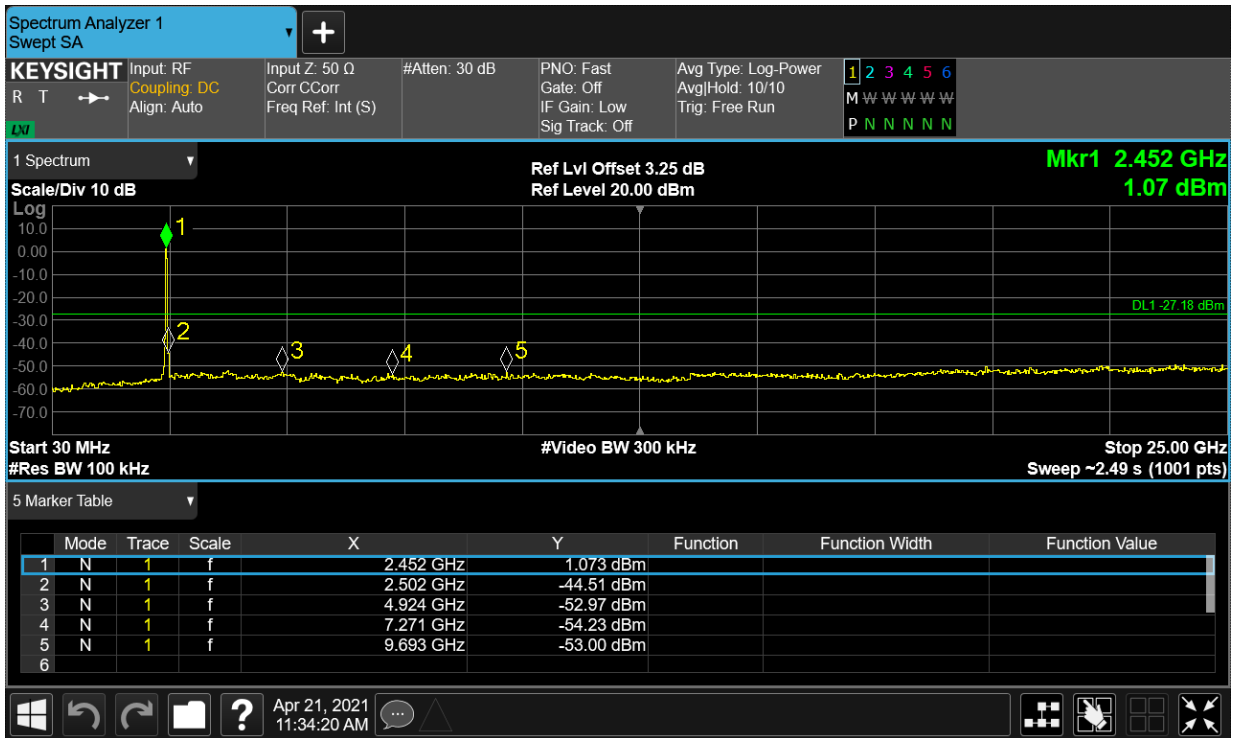 Spectrum Analyzer 1
Swept SA
KEYSIGHT
R T
LXI
Input: RF
Coupling: DC
Align: Auto
Input Z: 50 Ω
Corr CCorr
Freq Ref: Int (S)
#Atten: 30 dB
PNO: Fast
Gate: Off
IF Gain: Low
Sig Track: Off
Avg Type: Log-Power
Avg|Hold: 10/10
Trig: Free Run
1 2 3 4 5 6
M W W W W W
P N N N N N
1 Spectrum
Scale/Div 10 dB
Ref Lvl Offset 3.25 dB
Ref Level 20.00 dBm
Mkr1 2.452 GHz
1.07 dBm
Log
10.0
0.00
-10.0
-20.0
-30.0
-40.0
-50.0
-60.0
-70.0
1
2
3
4
5
DL1 -27.18 dBm
Start 30 MHz
#Res BW 100 kHz
#Video BW 300 kHz
Stop 25.00 GHz
Sweep ~2.49 s (1001 pts)
5 Marker Table
Mode Trace Scale X Y Function Function Width Function Value
1 N 1 f 2.452 GHz 1.073 dBm
2 N 1 f 2.502 GHz -44.51 dBm
3 N 1 f 4.924 GHz -52.97 dBm
4 N 1 f 7.271 GHz -54.23 dBm
5 N 1 f 9.693 GHz -53.00 dBm
6
?
Apr 21, 2021
11:34:20 AM